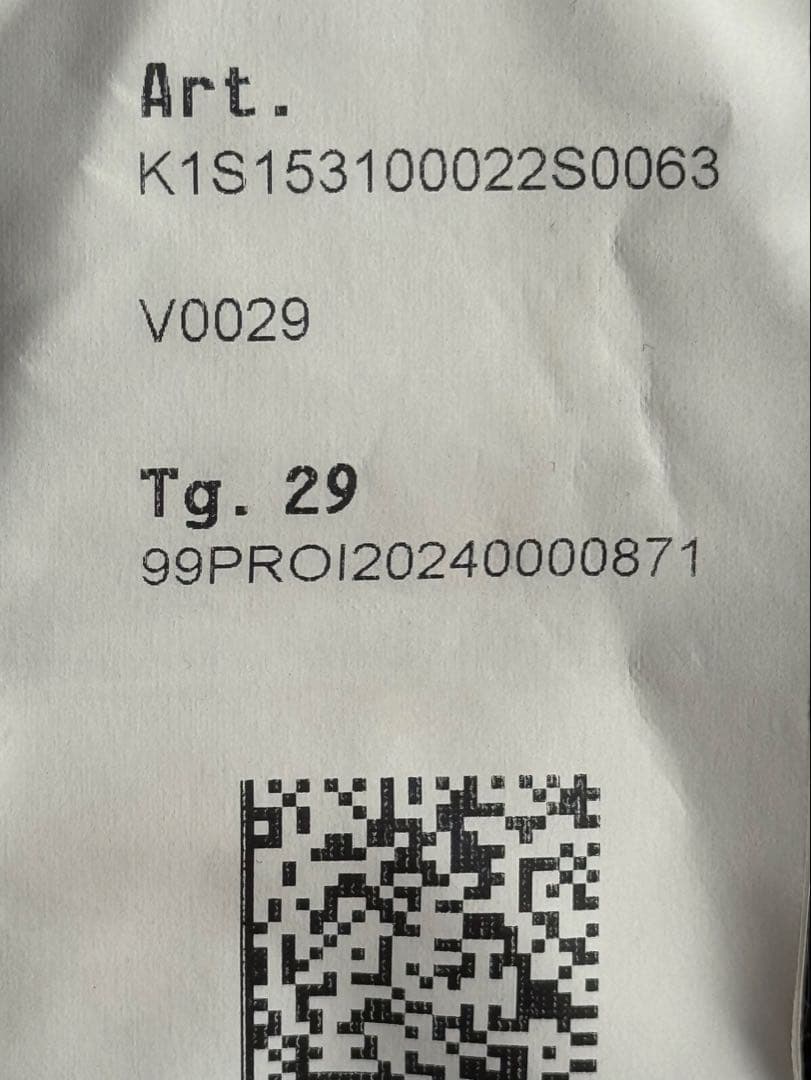 Art.
K1S153100022S0063
V0029
Tg. 29
99PROI20240000871